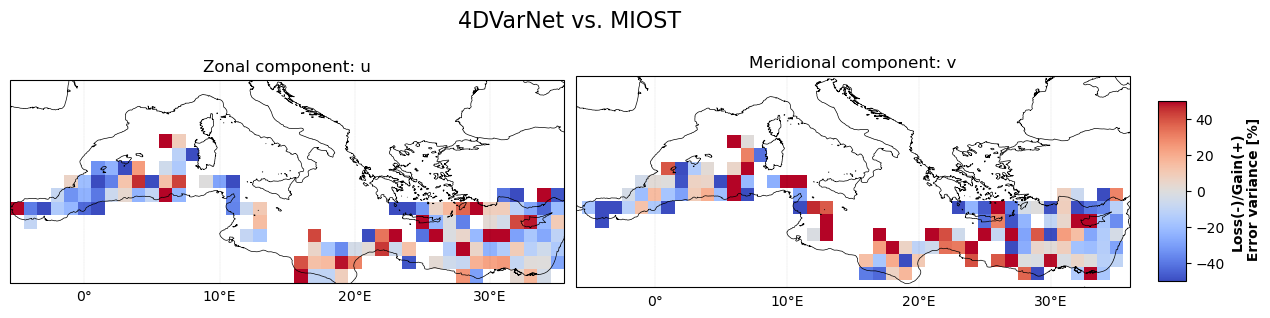 4DVarNet vs. MIOST
Zonal component: u
Meridional component: v
0°
10°E
20°E
30°E
0°
10°E
20°E
30°E
40
20
0
−20
−40
Loss(-)/Gain(+)
Error variance [%]